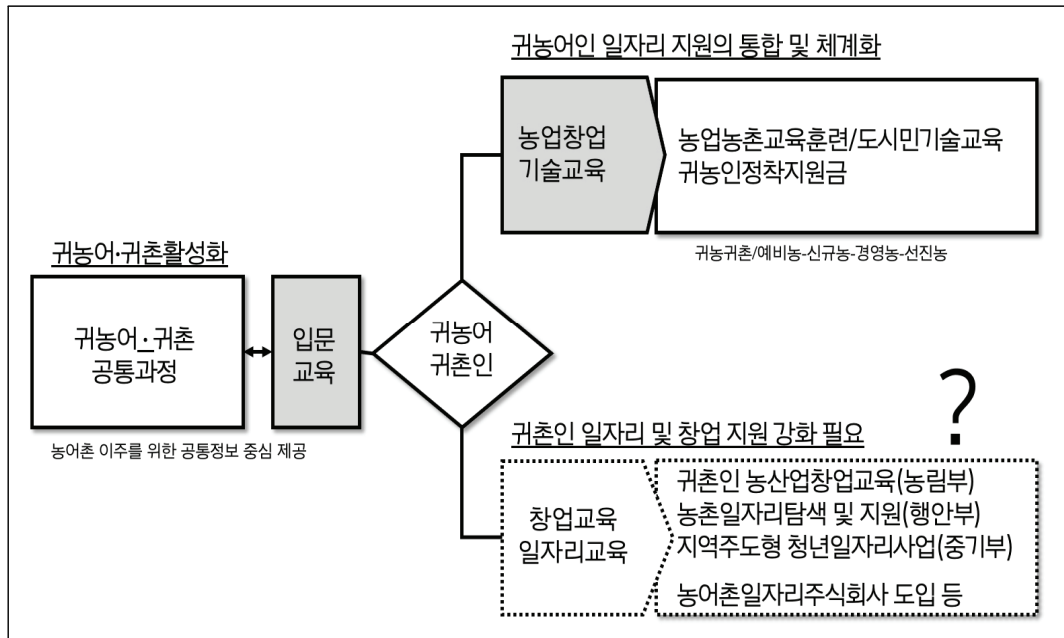 귀농어인 일자리 지원의 통합 및 체계화
농업창업
기술교육
농업농촌교육훈련/도시민기술교육
귀농인정착지원금
귀농귀촌/예비농-신규농-경영농-선진농
귀농어·귀촌활성화
귀농어·귀촌
공통과정
입문
교육
귀농어
귀촌인
농어촌 이주를 위한 공통정보 중심 제공
?
귀촌인 일자리 및 창업 지원 강화 필요
창업교육
일자리교육
귀촌인 농산업창업교육(농림부)
농촌일자리탐색 및 지원(행안부)
지역주도형 청년일자리사업(중기부)
농어촌일자리주식회사 도입 등